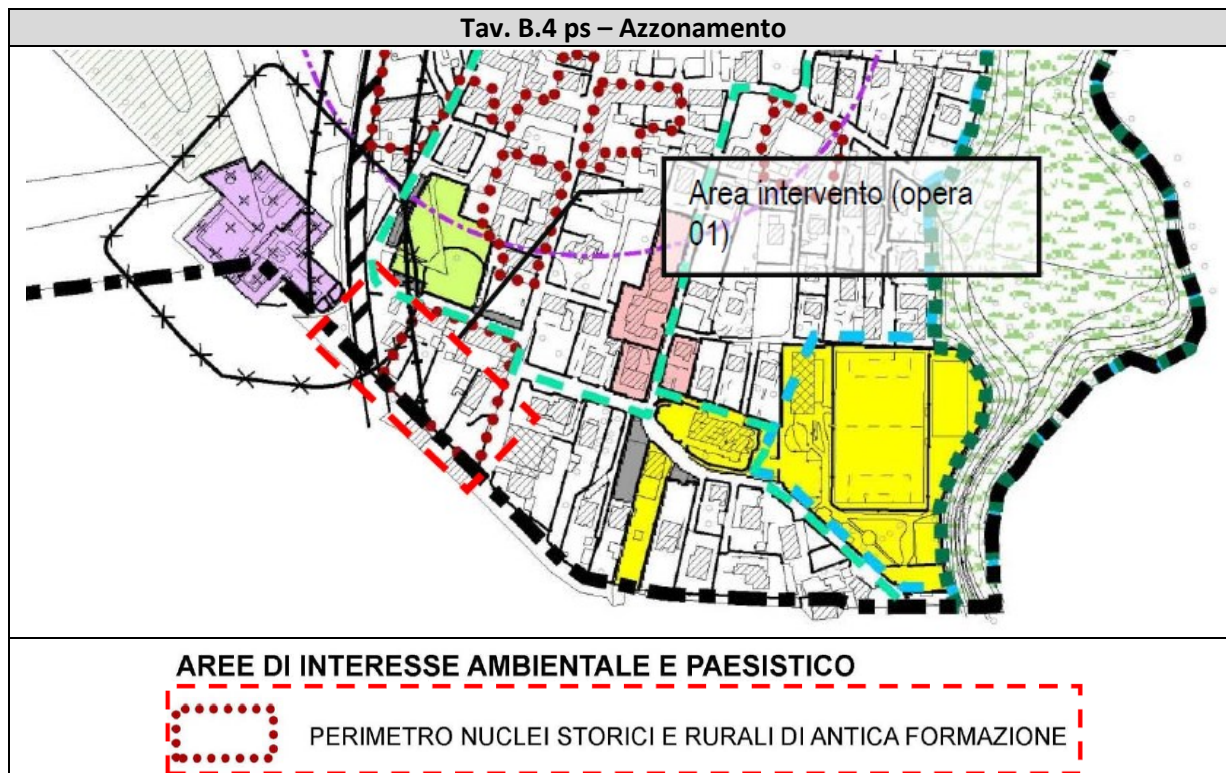 Tav. B.4 ps – Azzonamento
Area intervento (opera
01)
AREE DI INTERESSE AMBIENTALE E PAESISTICO
PERIMETRO NUCLEI STORICI E RURALI DI ANTICA FORMAZIONE